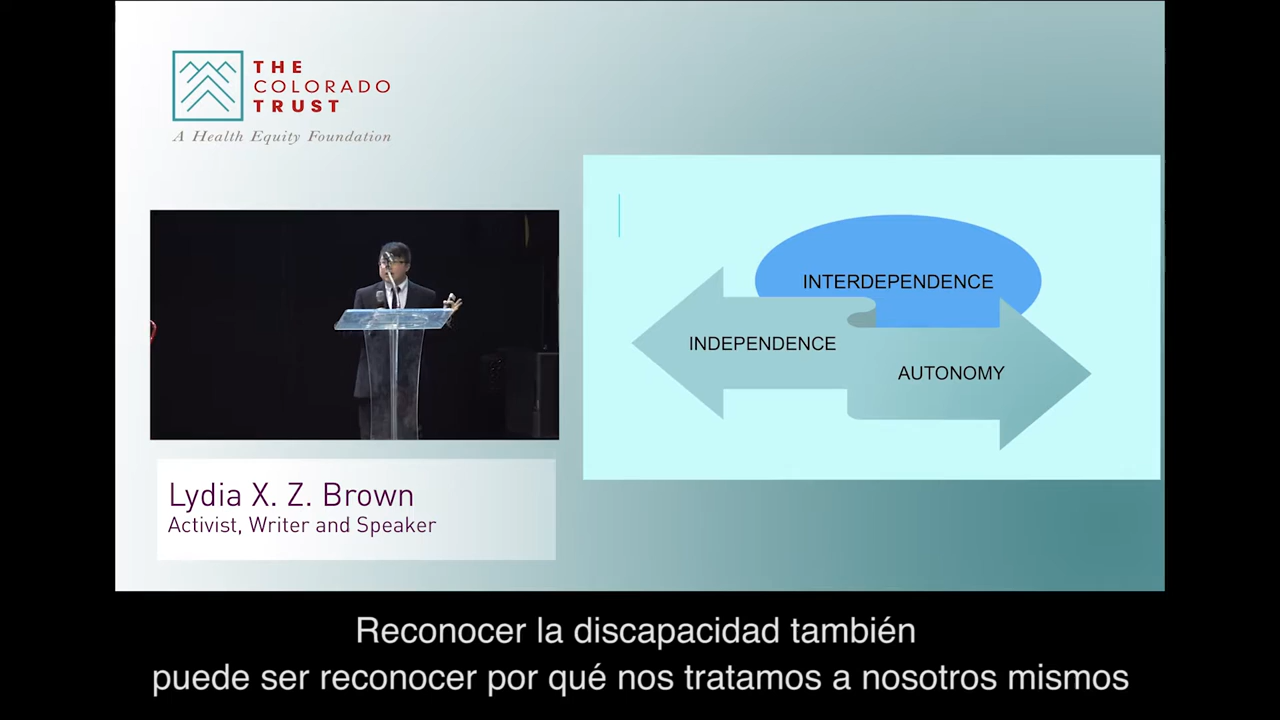 THE
COLORADO
TRUST
A Health Equity Foundation
INTERDEPENDENCE
INDEPENDENCE
AUTONOMY
Lydia X. Z. Brown
Activist, Writer and Speaker
Reconocer la discapacidad también
puede ser reconocer por qué nos tratamos a nosotros mismos